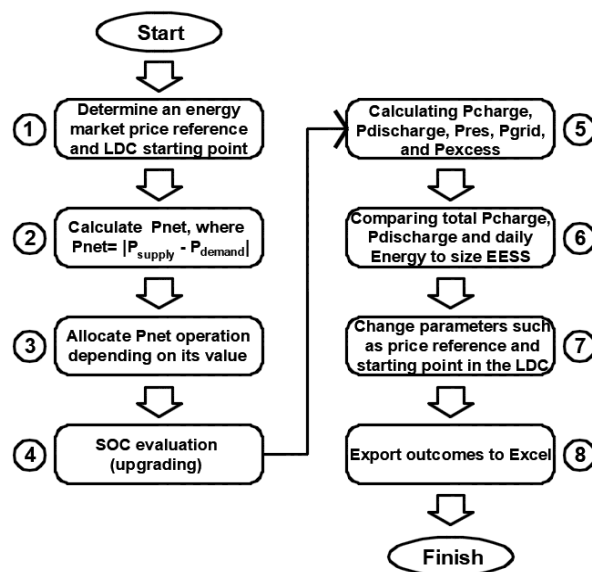 Start
1
Determine an energy
market price reference
and LDC starting point
2
Calculate Pnet, where
Pnet= |Psupply - Pdemand|
3
Allocate Pnet operation
depending on its value
4
SOC evaluation
(upgrading)
Calculating Pcharge,
Pdischarge, Pres, Pgrid,
and Pexcess
5
Comparing total Pcharge,
Pdischarge and daily
Energy to size EESS
6
Change parameters such
as price reference and
starting point in the LDC
7
Export outcomes to Excel
8
Finish